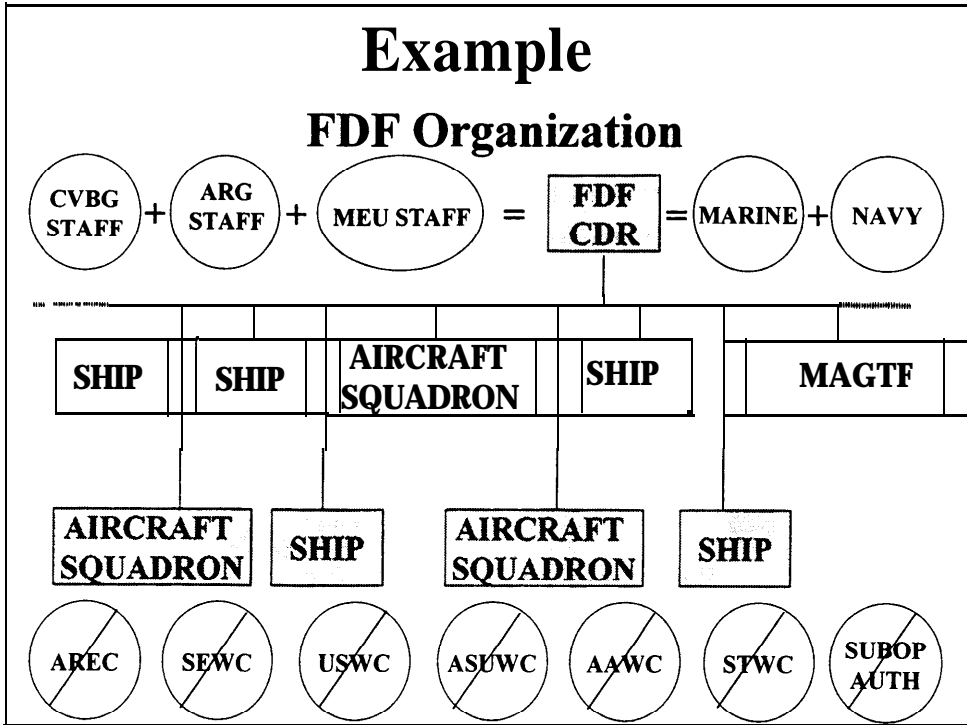 Example
FDF Organization
CVBG STAFF + ARG STAFF + MEU STAFF = FDF CDR = MARINE + NAVY
SHIP SHIP AIRCRAFT SQUADRON SHIP MAGTF
AIRCRAFT SQUADRON SHIP AIRCRAFT SQUADRON SHIP
AREC SEWC USWC ASUWC AAWC STWC SUBOP AUTH